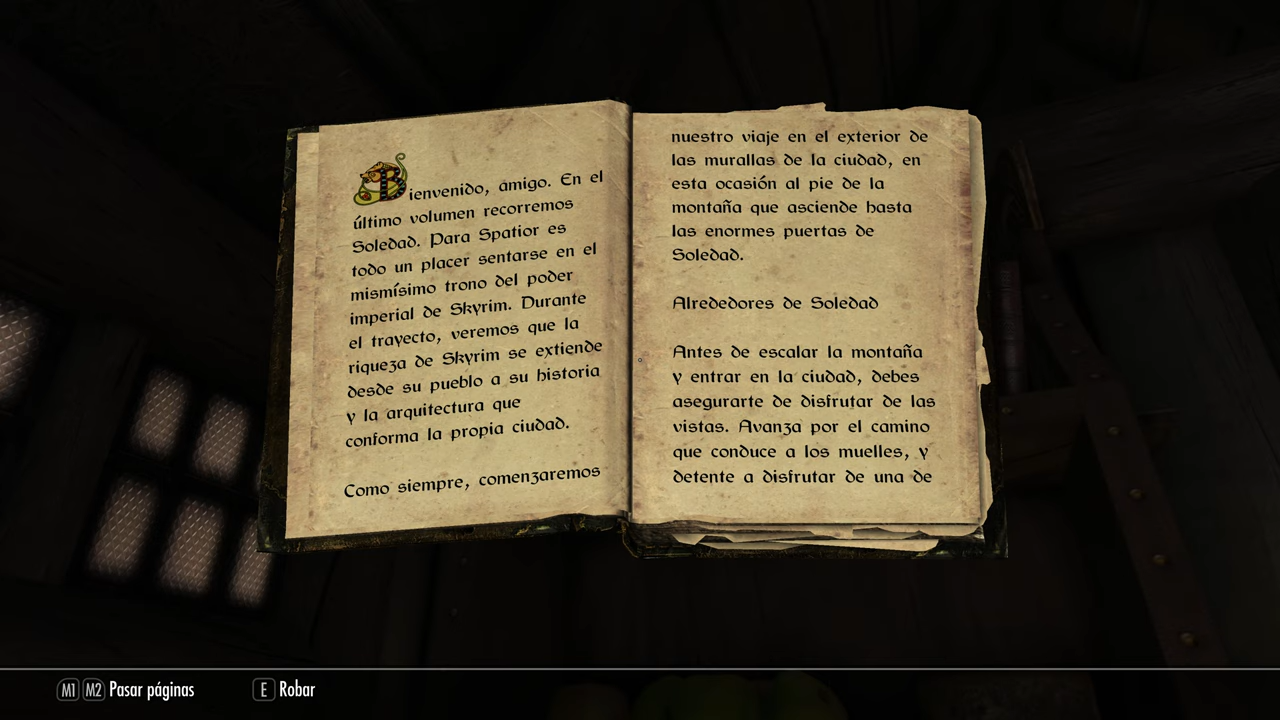 Bienvenido, amigo. En el
último volumen recorremos
Soledad. Para Spatior es
todo un placer sentarse en el
mismísimo trono del poder
imperial de Skyrim. Durante
el trayecto, veremos que la
riqueza de Skyrim se extiende
desde su pueblo a su historia
y la arquitectura que
conforma la propia ciudad.
Como siempre, comenzaremos
nuestro viaje en el exterior de
las murallas de la ciudad, en
esta ocasión al pie de la
montaña que asciende hasta
las enormes puertas de
Soledad.
Alrededores de Soledad
Antes de escalar la montaña
y entrar en la ciudad, debes
asegurarte de disfrutar de las
vistas. Avanza por el camino
que conduce a los muelles, y
detente a disfrutar de una de
M1 M2 Pasar páginas E Robar